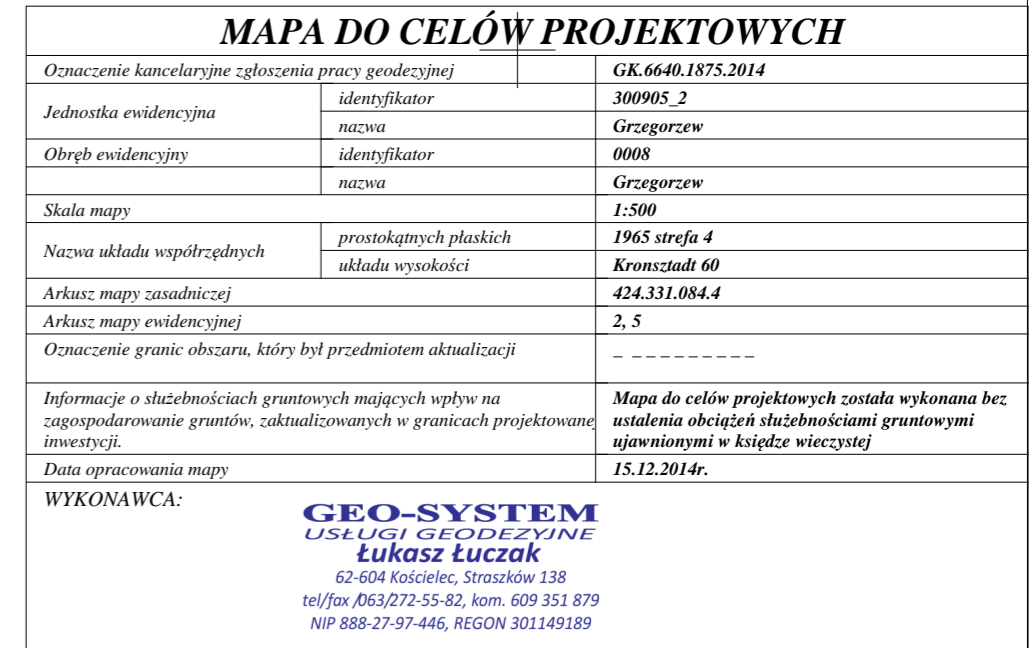 MAPA DO CELÓW PROJEKTOWYCH
Oznaczenie kancelaryjne zgłoszenia pracy geodezyjnej GK.6640.1875.2014
Jednostka ewidencyjna identyfikator 300905_2
nazwa Grzegorzew
Obręb ewidencyjny identyfikator 0008
nazwa Grzegorzew
Skala mapy 1:500
Nazwa układu współrzędnych prostokątnych płaskich 1965 strefa 4
układu wysokości Kronsztadt 60
Arkusz mapy zasadniczej 424.331.084.4
Arkusz mapy ewidencyjnej 2, 5
Oznaczenie granic obszaru, który był przedmiotem aktualizacji _ _ _ _ _ _ _ _ _ _
Informacje o służebnościach gruntowych mających wpływ na
zagospodarowanie gruntów, zaktualizowanych w granicach projektowanej
inwestycji.
Mapa do celów projektowych została wykonana bez
ustalenia obciążeń służebnościami gruntowymi
ujawnionymi w księdze wieczystej
Data opracowania mapy 15.12.2014r.
WYKONAWCA:
GEO-SYSTEM
USŁUGI GEODEZYJNE
Łukasz Łuczak
62-604 Kościelec, Straszków 138
tel/fax /063/272-55-82, kom. 609 351 879
NIP 888-27-97-446, REGON 301149189